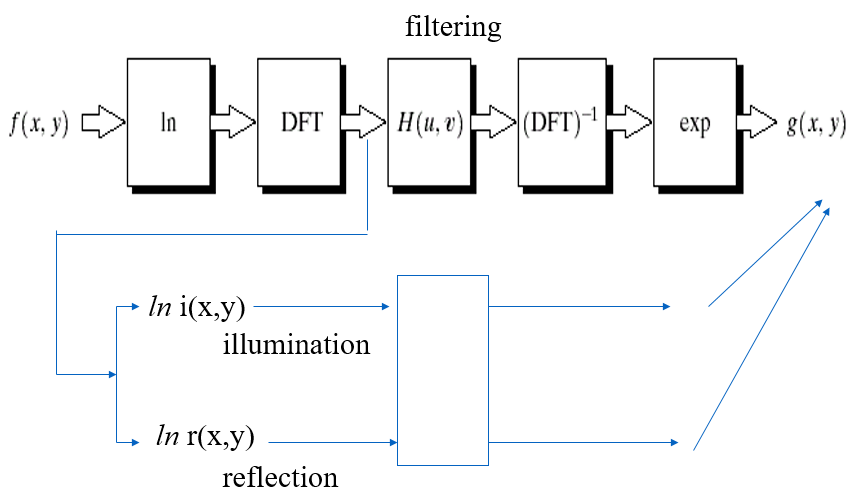 filtering
f(x, y) ln DFT H(u, v) (DFT)⁻¹ exp g(x, y)
ln i(x,y)
illumination
ln r(x,y)
reflection